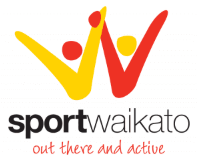 sportwaikato
out there and active